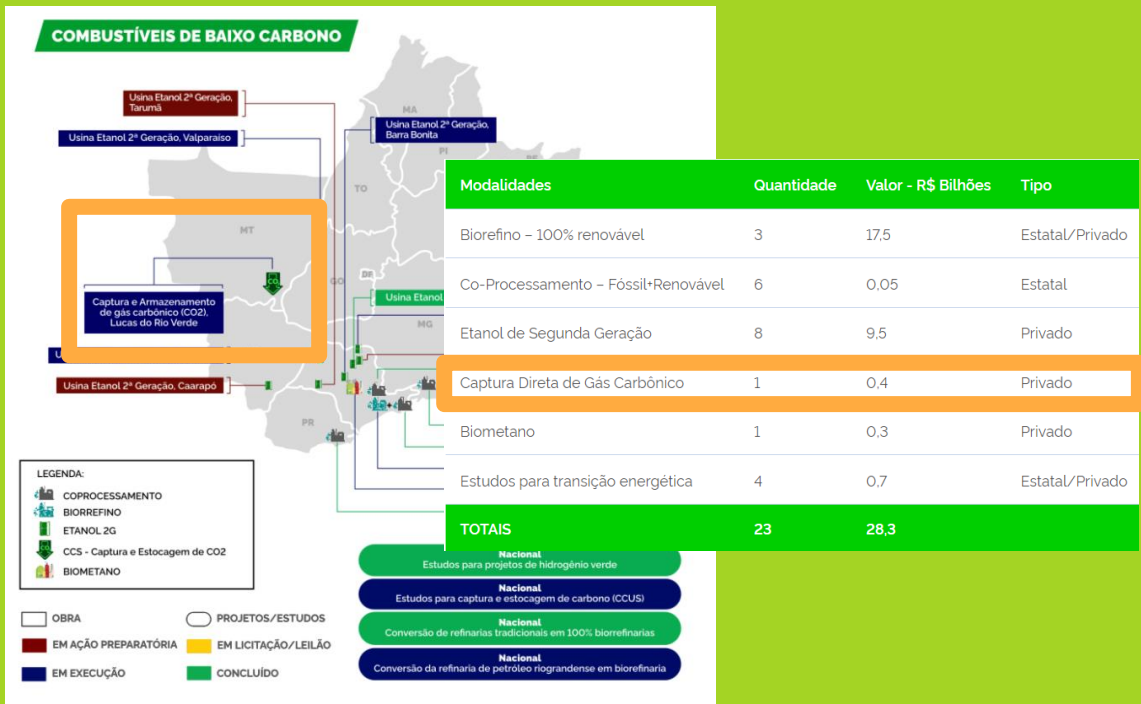 COMBUSTÍVEIS DE BAIXO CARBONO
Usina Etanol 2ª Geração,
Tarumã
Usina Etanol 2ª Geração, Valparaíso
Usina Etanol 2ª Geração,
Barra Bonita
MA
PI
TO
MT
GO
DF
MG
PR
Captura e Armazenamento
de gás carbônico (CO2),
Lucas do Rio Verde
Usina Etanol
U
Usina Etanol 2ª Geração, Caarapó
Modalidades Quantidade Valor - R$ Bilhões Tipo
Biorefino – 100% renovável 3 17,5 Estatal/Privado
Co-Processamento – Fóssil+Renovável 6 0,05 Estatal
Etanol de Segunda Geração 8 9,5 Privado
Captura Direta de Gás Carbônico 1 0,4 Privado
Biometano 1 0,3 Privado
Estudos para transição energética 4 0,7 Estatal/Privado
TOTAIS 23 28,3
LEGENDA:
COPROCESSAMENTO
BIORREFINO
ETANOL 2G
CCS - Captura e Estocagem de CO2
BIOMETANO
OBRA
PROJETOS/ESTUDOS
EM AÇÃO PREPARATÓRIA
EM LICITAÇÃO/LEILÃO
EM EXECUÇÃO
CONCLUÍDO
Nacional
Estudos para projetos de hidrogênio verde
Nacional
Estudos para captura e estocagem de carbono (CCUS)
Nacional
Conversão de refinarias tradicionais em 100% biorrefinarias
Nacional
Conversão da refinaria de petróleo riograndense em biorefinaria